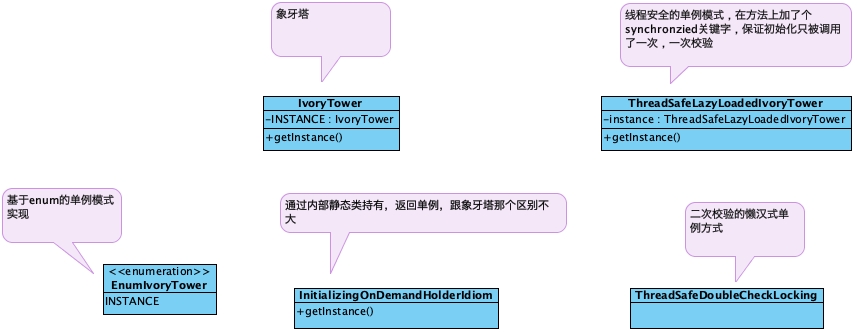 象牙塔
线程安全的单例模式，在方法上加了个
synchronzied关键字，保证初始化只被调用
了一次，一次校验
IvoryTower
-INSTANCE : IvoryTower
+getInstance()
ThreadSafeLazyLoadedIvoryTower
-instance : ThreadSafeLazyLoadedIvoryTower
+getInstance()
基于enum的单例模式
实现
通过内部静态类持有，返回单例，跟象牙塔那个区别不
大
二次校验的懒汉式单
例方式
<<enumeration>>
EnumIvoryTower
INSTANCE
InitializingOnDemandHolderIdiom
+getInstance()
ThreadSafeDoubleCheckLocking